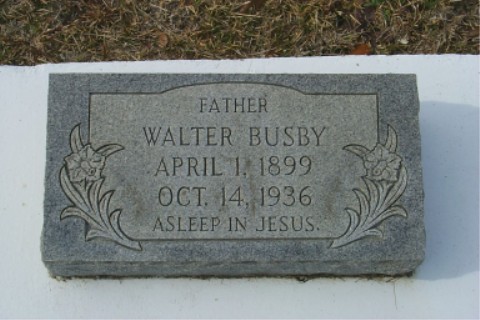 FATHER
WALTER BUSBY
APRIL 1, 1899
OCT. 14, 1936
ASLEEP IN JESUS.